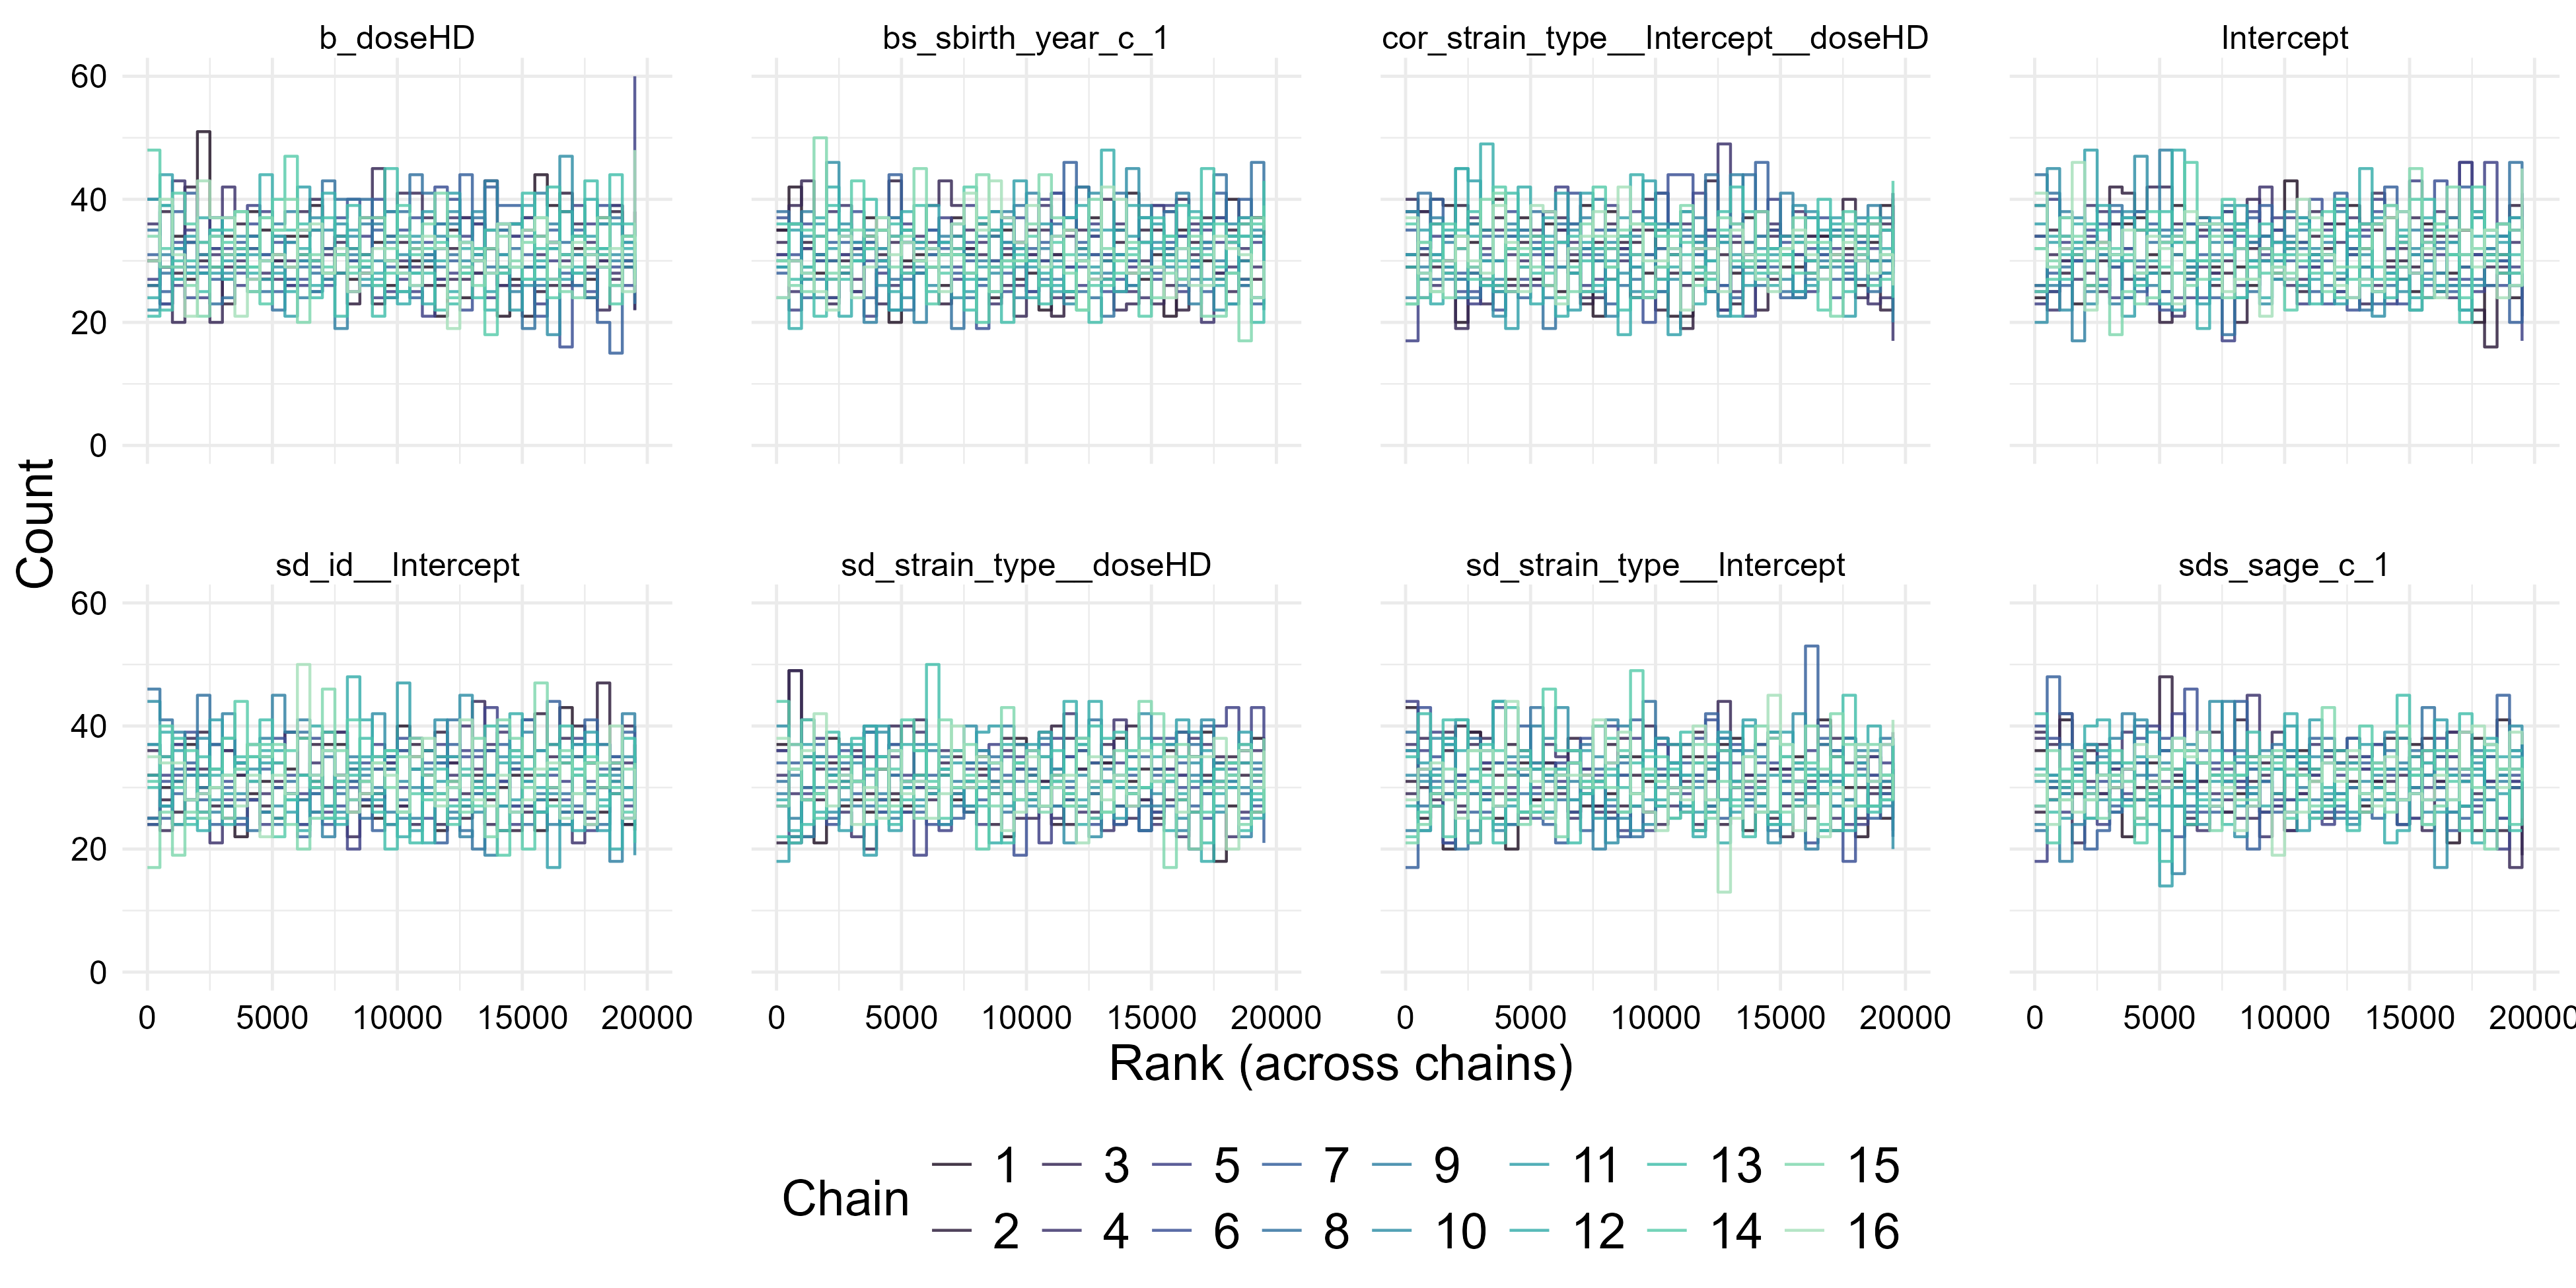 b_doseHD bs_sbirth_year_c_1 cor_strain_type__Intercept__doseHD Intercept
60
40
20
0
Count
sd_id__Intercept sd_strain_type__doseHD sd_strain_type__Intercept sds_sage_c_1
60
40
20
0
0 5000 10000 15000 20000 0 5000 10000 15000 20000 0 5000 10000 15000 20000 0 5000 10000 15000 20000
Rank (across chains)
Chain
1 3 5 7 9 11 13 15
2 4 6 8 10 12 14 16